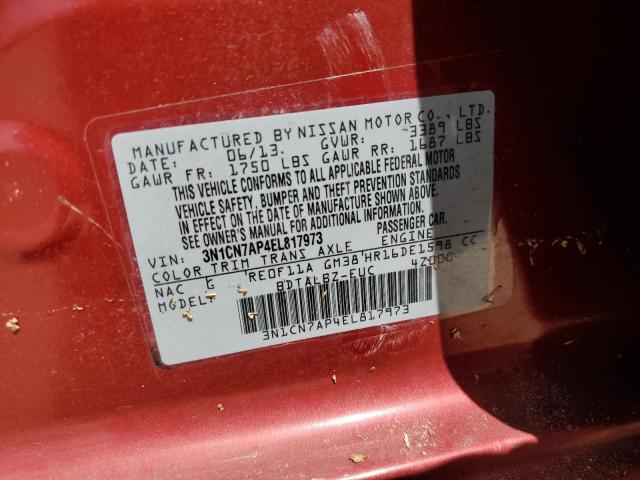 MANUFACTURED BY NISSAN MOTOR CO., LTD.
DATE: 06/13. GVWR: 3389 LBS
GAWR FR: 1750 LBS GAWR RR: 1687 LBS
THIS VEHICLE CONFORMS TO ALL APPLICABLE FEDERAL MOTOR
VEHICLE SAFETY, BUMPER, AND THEFT PREVENTION STANDARDS
IN EFFECT ON THE DATE OF MANUFACTURE SHOWN ABOVE.
SEE OWNER'S MANUAL FOR ADDITIONAL INFORMATION.
VIN: 3N1CN7AP4EL817973 PASSENGER CAR.
COLOR TRIM TRANS AXLE ENGINE
NAC G RE0F11A GM38 HR16DE1598 CC
MODEL BDTALBZ-EUC 42000
3N1CN7AP4EL817973